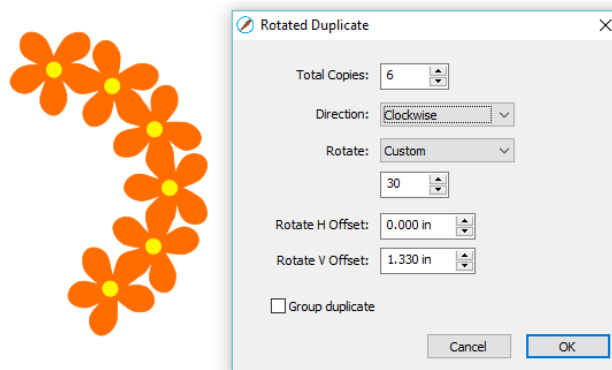 Rotated Duplicate
Total Copies: 6
Direction: Clockwise
Rotate: Custom
30
Rotate H Offset: 0.000 in
Rotate V Offset: 1.330 in
Group duplicate
Cancel OK